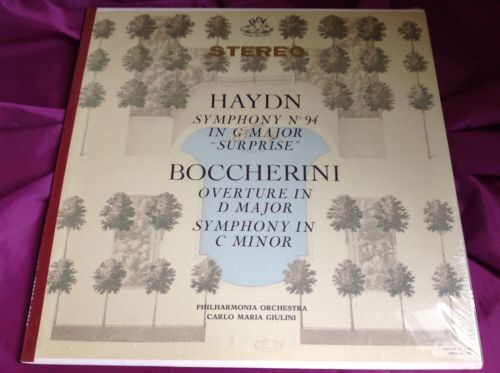 STEREO
HAYDN
SYMPHONY Nº 94
IN G MAJOR
"SURPRISE"
BOCCHERINI
OVERTURE IN
D MAJOR
SYMPHONY IN
C MINOR
PHILHARMONIA ORCHESTRA
CARLO MARIA GIULINI